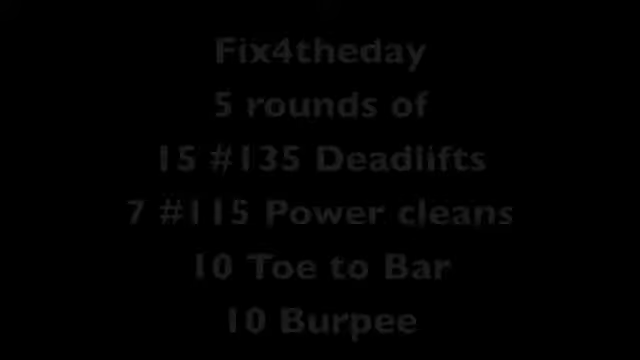 Fix4theday
5 rounds of
15 #135 Deadlifts
7 #115 Power cleans
10 Toe to Bar
10 Burpee